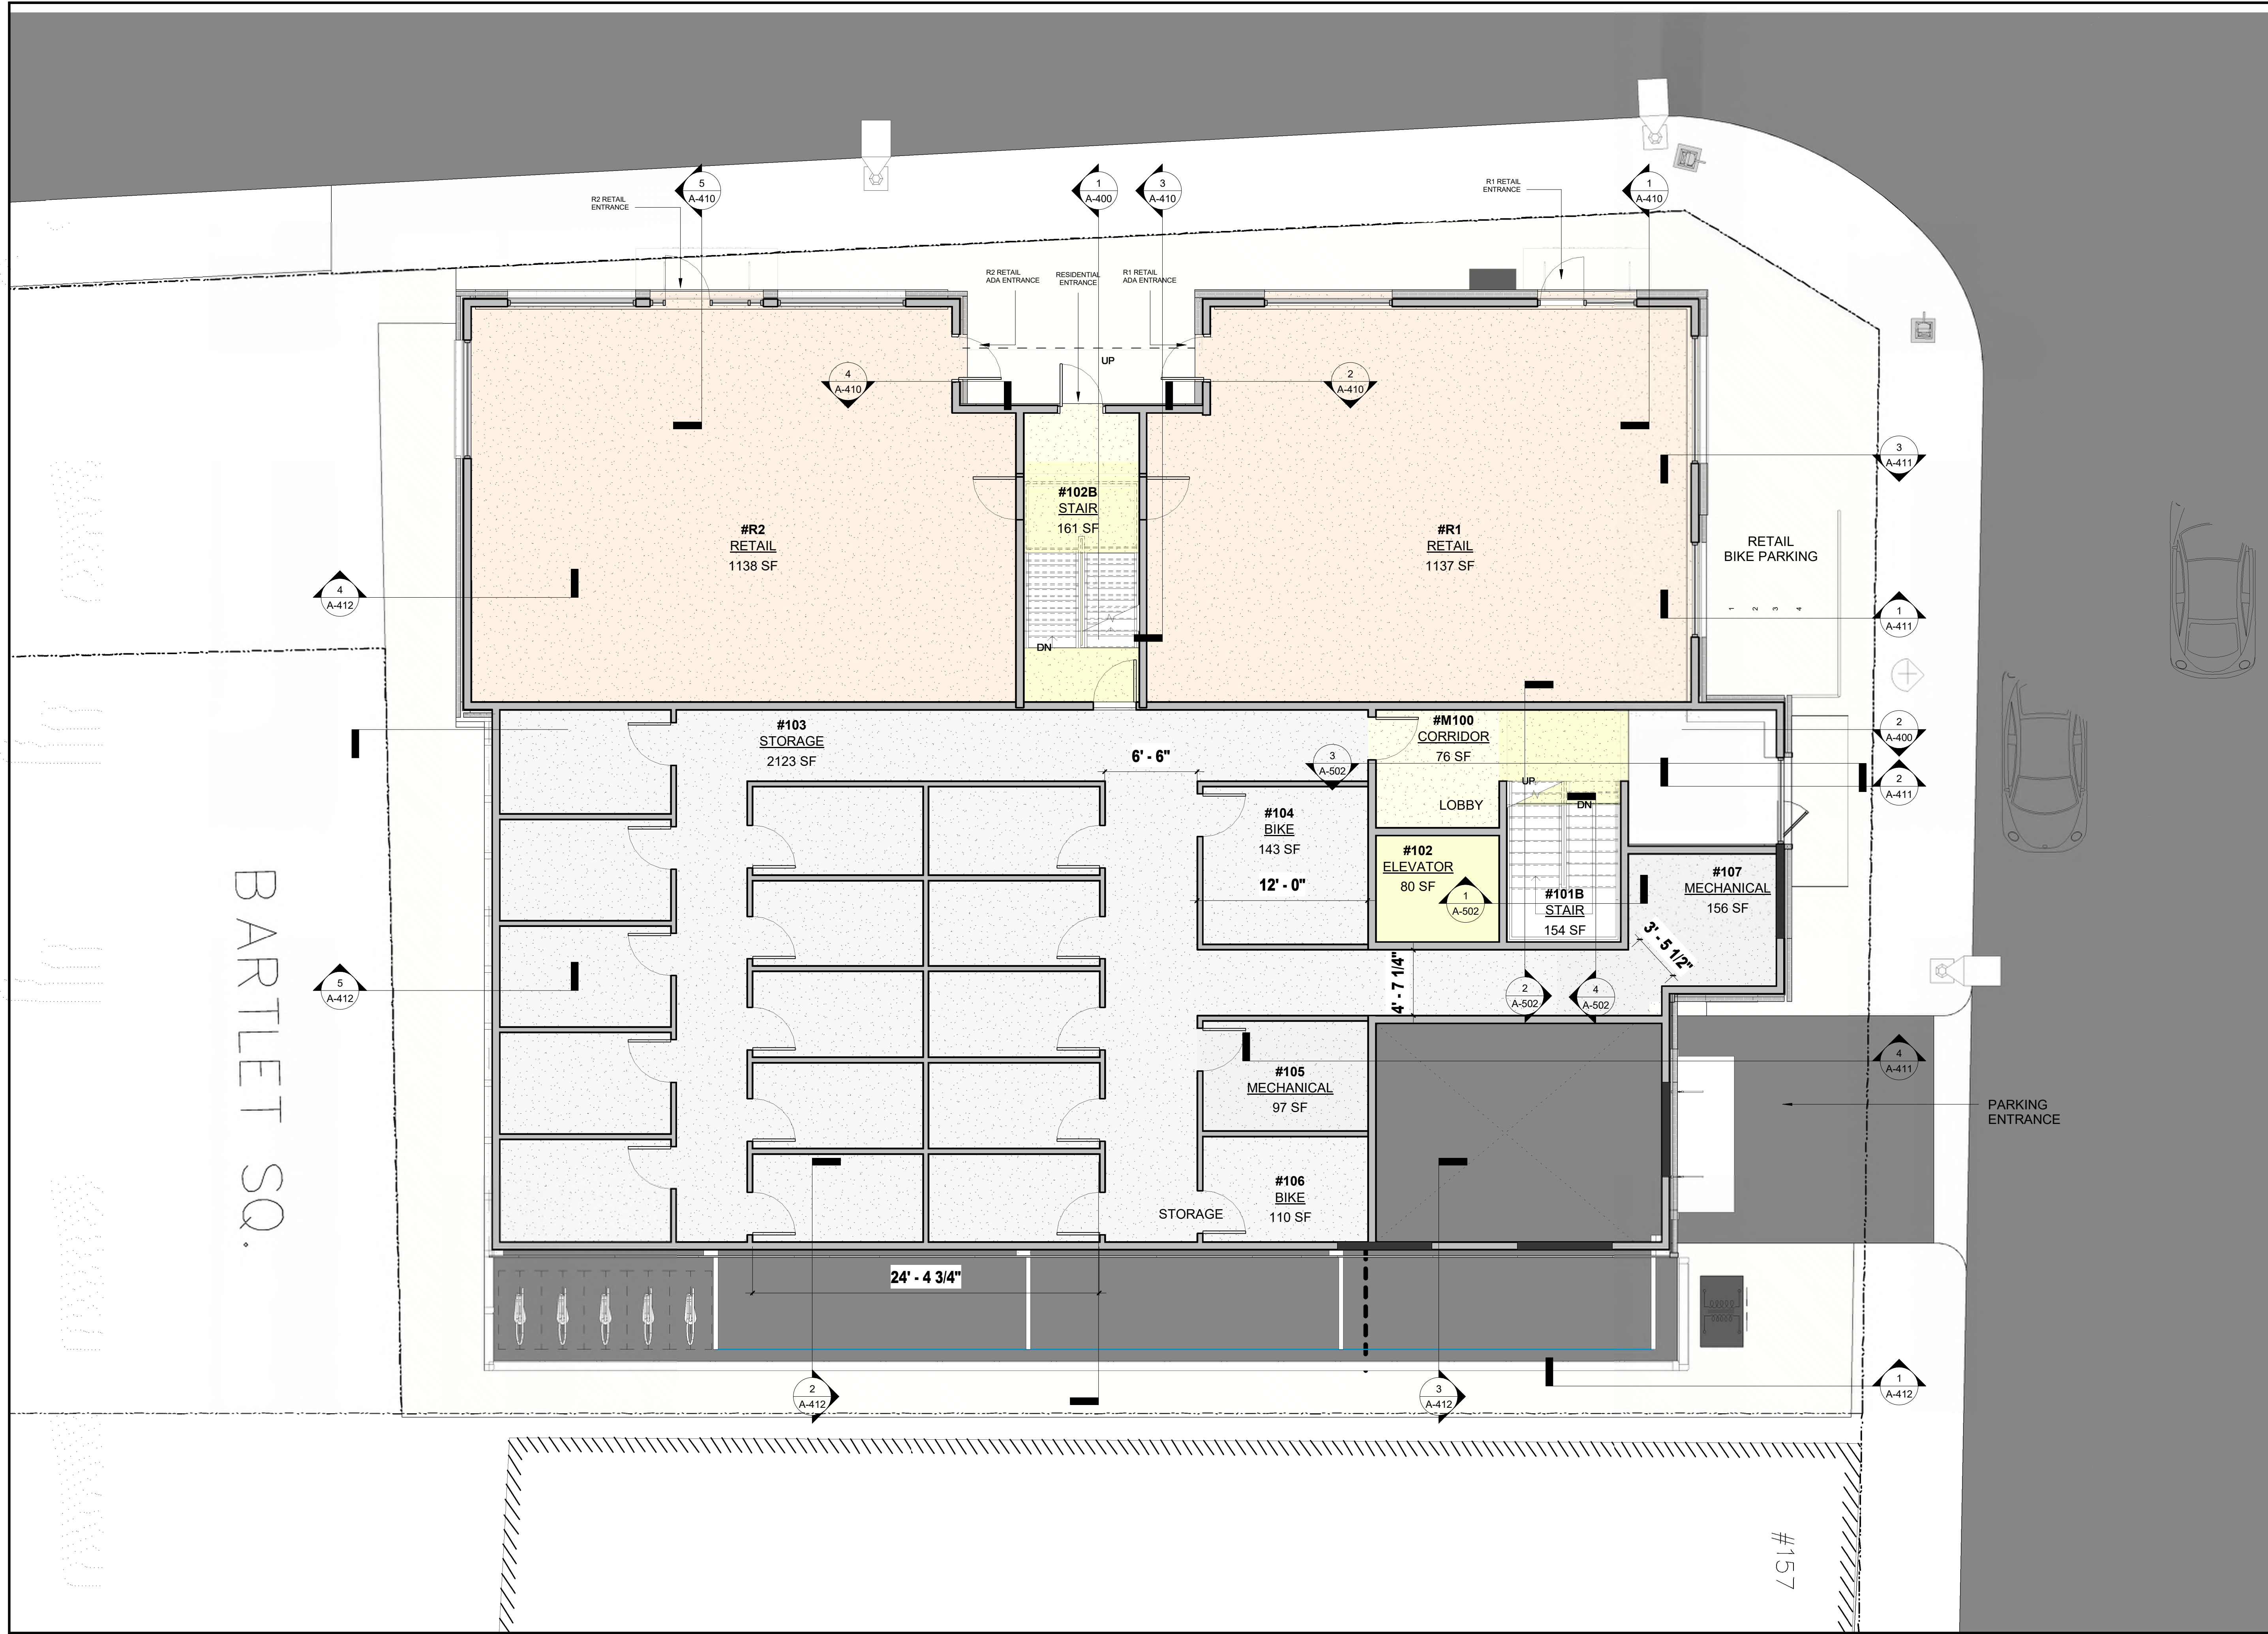 5
A-410
1
A-400
3
A-410
R1 RETAIL
ENTRANCE
1
A-410
R2 RETAIL
ENTRANCE
R2 RETAIL
ADA ENTRANCE
RESIDENTIAL
ENTRANCE
R1 RETAIL
ADA ENTRANCE
UP
4
A-410
2
A-410
3
A-411
#102B
STAIR
161 SF
#R2
RETAIL
1138 SF
#R1
RETAIL
1137 SF
RETAIL
BIKE PARKING
1
2
3
4
4
A-412
1
A-411
DN
#103
STORAGE
2123 SF
6' - 6"
3
A-502
#M100
CORRIDOR
76 SF
LOBBY
UP
DN
2
A-400
2
A-411
#104
BIKE
143 SF
12' - 0"
#102
ELEVATOR
80 SF
1
A-502
#101B
STAIR
154 SF
#107
MECHANICAL
156 SF
3' - 5 1/2"
4' - 7 1/4"
2
A-502
4
A-502
5
A-412
BARTLET SQ.
4
A-411
#105
MECHANICAL
97 SF
PARKING
ENTRANCE
#106
BIKE
110 SF
STORAGE
24' - 4 3/4"
2
A-412
3
A-412
1
A-412
#157